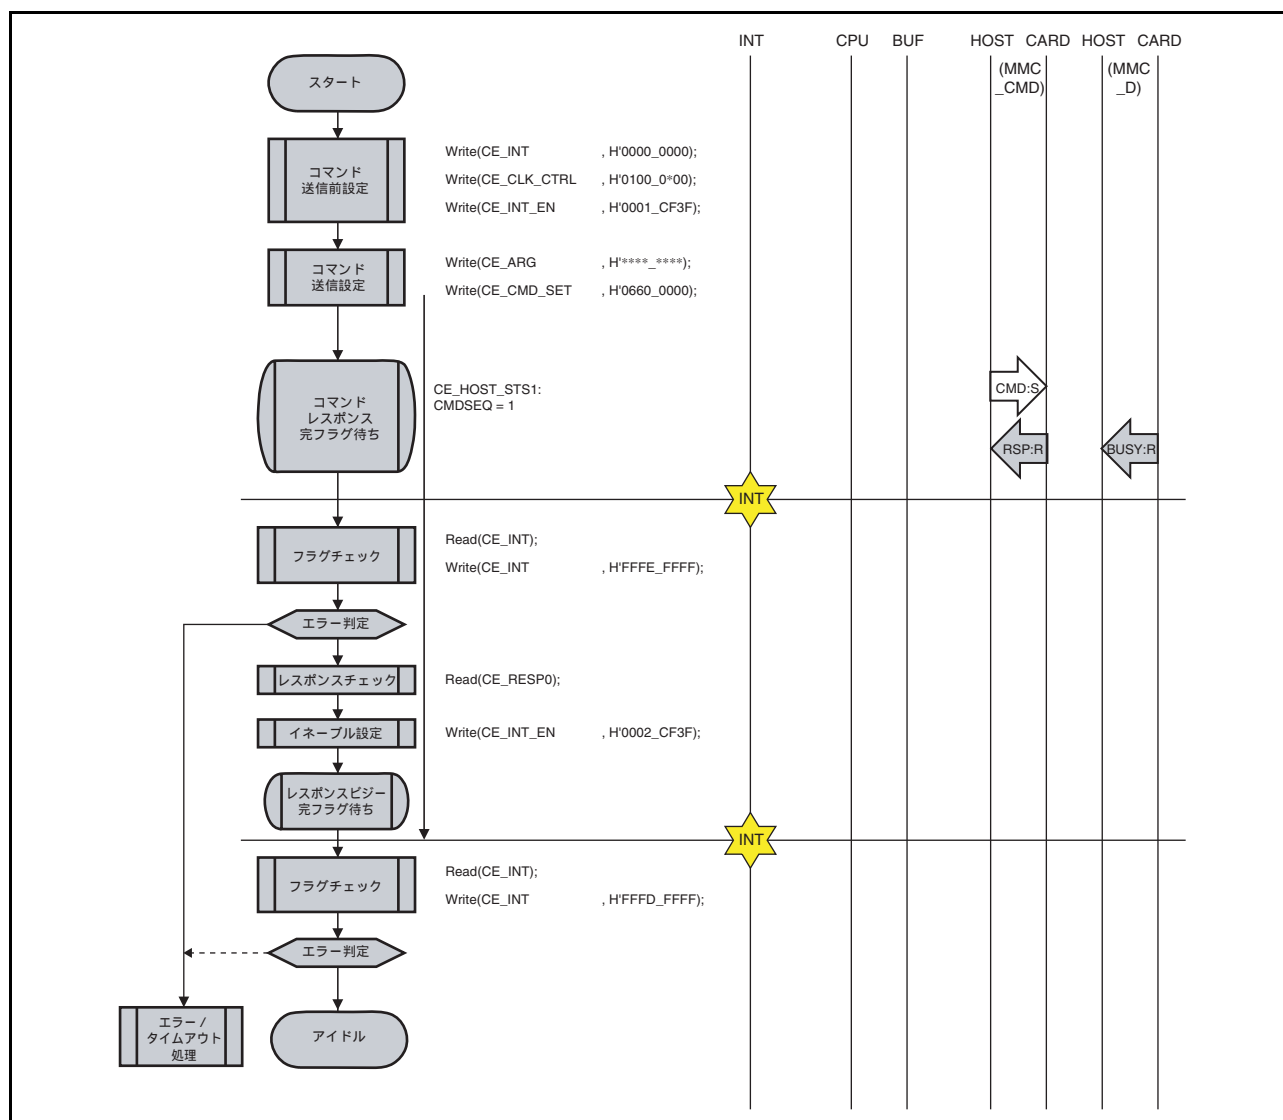 INT CPU BUF HOST CARD HOST CARD
(MMC
_CMD)
(MMC
_D)
スタート
コマンド
送信前設定
Write(CE_INT , H'0000_0000);
Write(CE_CLK_CTRL , H'0100_0*00);
Write(CE_INT_EN , H'0001_CF3F);
コマンド
送信設定
Write(CE_ARG , H'****_****);
Write(CE_CMD_SET , H'0660_0000);
コマンド
レスポンス
完フラグ待ち
CE_HOST_STS1:
CMDSEQ = 1
CMD:S
RSP:R
BUSY:R
INT
フラグチェック
Read(CE_INT);
Write(CE_INT , H'FFFE_FFFF);
エラー判定
レスポンスチェック
Read(CE_RESP0);
イネーブル設定
Write(CE_INT_EN , H'0002_CF3F);
レスポンスビジー
完フラグ待ち
INT
フラグチェック
Read(CE_INT);
Write(CE_INT , H'FFFD_FFFF);
エラー判定
エラー /
タイムアウト
処理
アイドル